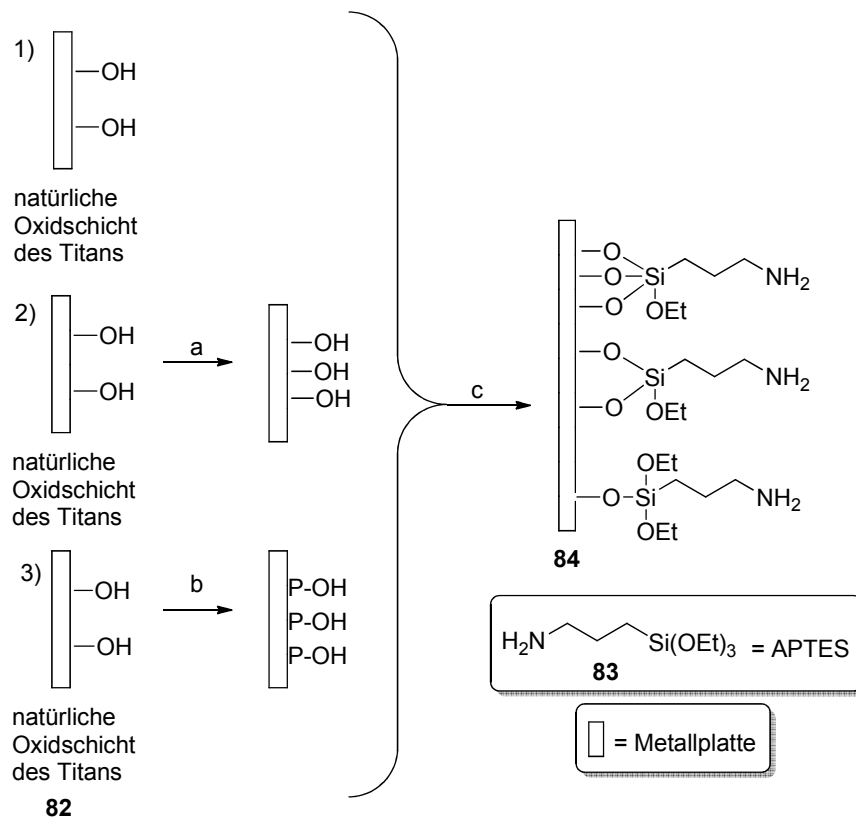 1)
OH
OH
natürliche
Oxidschicht
des Titans
2)
OH
OH
a
OH
OH
OH
natürliche
Oxidschicht
des Titans
3)
OH
OH
b
P-OH
P-OH
P-OH
natürliche
Oxidschicht
des Titans
82
c
O
O
O
Si
OEt
NH2
O
O
Si
OEt
NH2
O
Si
OEt
OEt
NH2
84
H2N
Si(OEt)3 = APTES
83
= Metallplatte